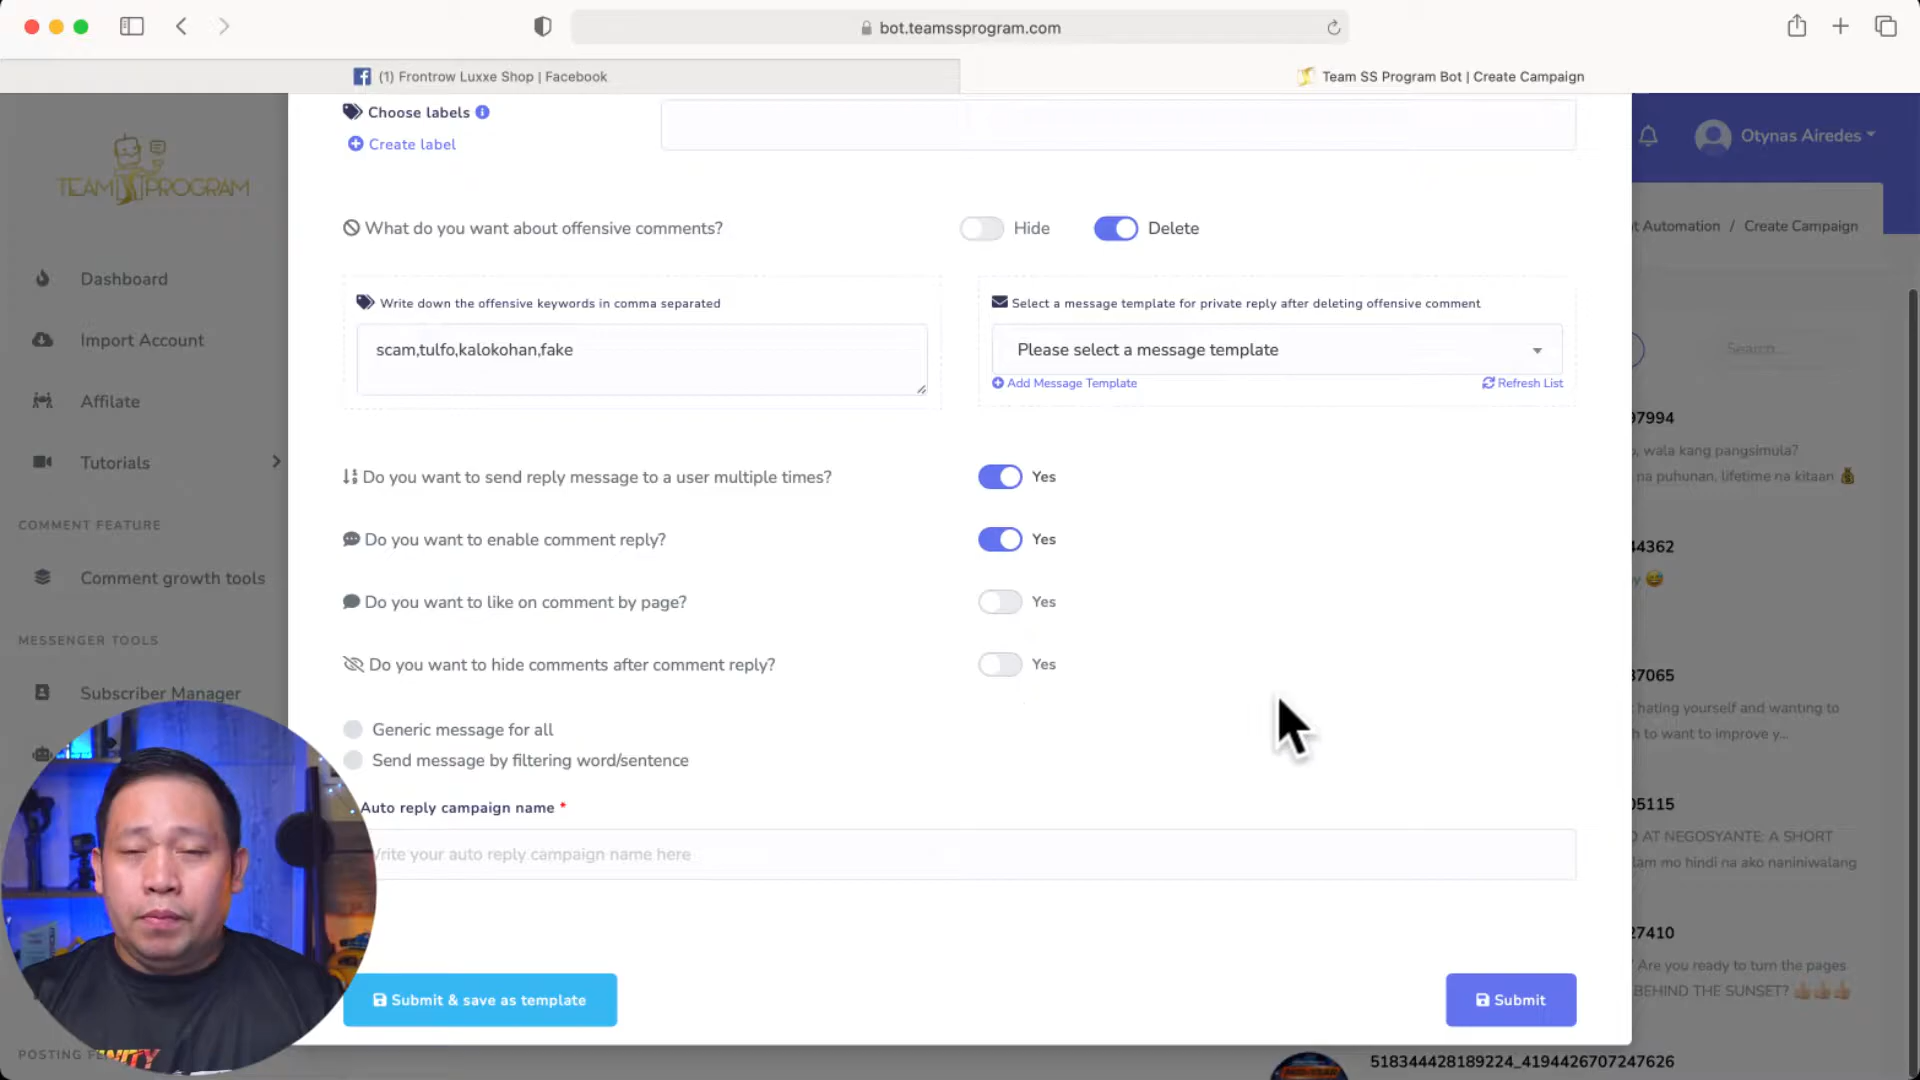 bot.teamssprogram.com
(1) Frontrow Luxxe Shop | Facebook
Team SS Program Bot | Create Campaign
TEAM PROGRAM
Otynas Airedes
t Automation / Create Campaign
Dashboard
Import Account
Affilate
Tutorials
COMMENT FEATURE
Comment growth tools
MESSENGER TOOLS
Subscriber Manager
POSTING
Choose labels
Create label
What do you want about offensive comments?
Hide
Delete
Write down the offensive keywords in comma separated
scam,tulfo,kalokohan,fake
Select a message template for private reply after deleting offensive comment
Please select a message template
Add Message Template
Refresh List
Do you want to send reply message to a user multiple times?
Yes
Do you want to enable comment reply?
Yes
Do you want to like on comment by page?
Yes
Do you want to hide comments after comment reply?
Yes
Generic message for all
Send message by filtering word/sentence
Auto reply campaign name *
rite your auto reply campaign name here
Submit & save as template
Submit
Search...
97994
, wala kang pangsimula?
na puhunan, lifetime na kitaan 💰
44362
y 😅
37065
hating yourself and wanting to
h to want to improve y...
05115
D AT NEGOSYANTE: A SHORT
lam mo hindi na ako naniniwalang
27410
Are you ready to turn the pages
BEHIND THE SUNSET? 👍🏼👍🏼👍🏼
518344428189224_4194426707247626